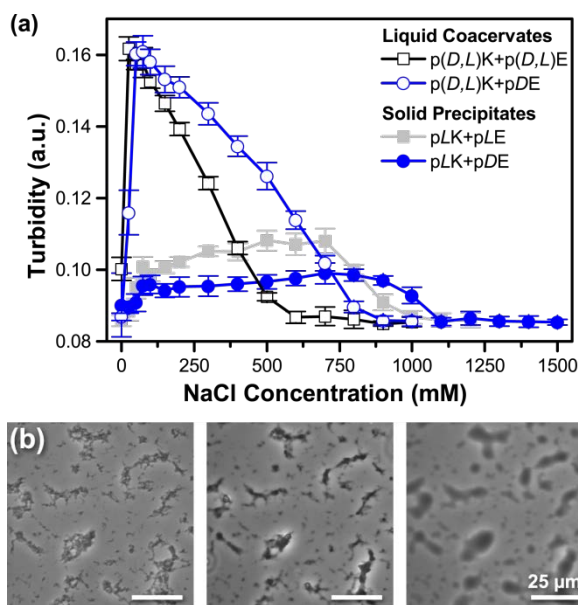 (a)
Liquid Coacervates
p(D,L)K+p(D,L)E
p(D,L)K+pDE
Solid Precipitates
pLK+pLE
pLK+pDE
Turbidity (a.u.)
0.16
0.14
0.12
0.10
0.08
0 250 500 750 1000 1250 1500
NaCl Concentration (mM)
(b)
25 µm